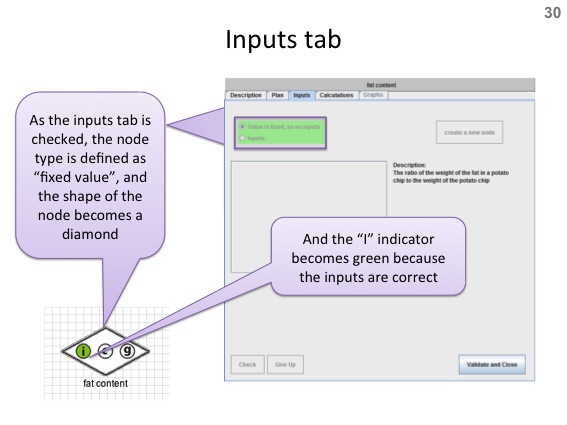 30
Inputs tab
As the inputs tab is
checked, the node
type is defined as
“fixed value”, and
the shape of the
node becomes a
diamond
fat content
Description Plan Inputs Calculations Graphs
Value is fixed, so no inputs
Inputs:
create a new node
Description:
The ratio of the weight of the fat in a potato
chip to the weight of the potato chip
And the “I” indicator
becomes green because
the inputs are correct
Check Give Up Validate and Close
i c g
fat content